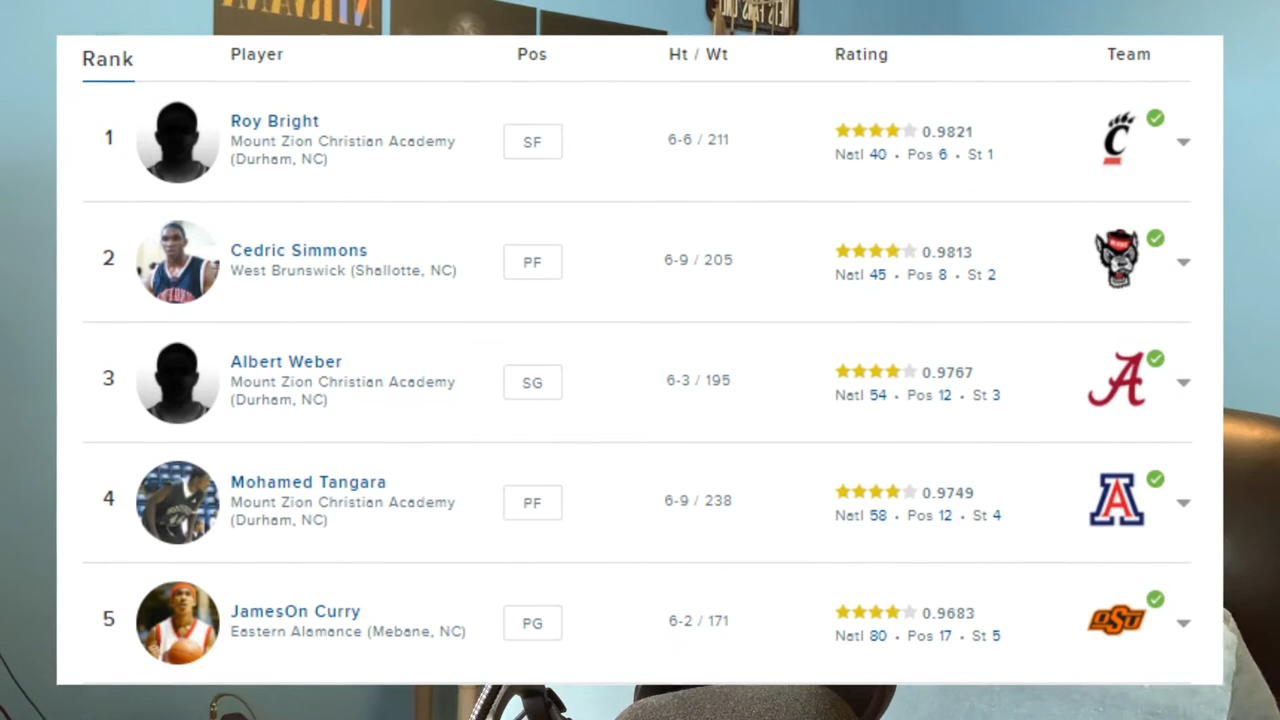 Rank Player Pos Ht / Wt Rating Team
1 Roy Bright SF 6-6 / 211 0.9821
Mount Zion Christian Academy
(Durham, NC)
Natl 40 • Pos 6 • St 1
2 Cedric Simmons PF 6-9 / 205 0.9813
West Brunswick (Shallotte, NC)
Natl 45 • Pos 8 • St 2
3 Albert Weber SG 6-3 / 195 0.9767
Mount Zion Christian Academy
(Durham, NC)
Natl 54 • Pos 12 • St 3
4 Mohamed Tangara PF 6-9 / 238 0.9749
Mount Zion Christian Academy
(Durham, NC)
Natl 58 • Pos 12 • St 4
5 JamesOn Curry PG 6-2 / 171 0.9683
Eastern Alamance (Mebane, NC)
Natl 80 • Pos 17 • St 5
C
A
A
OSU